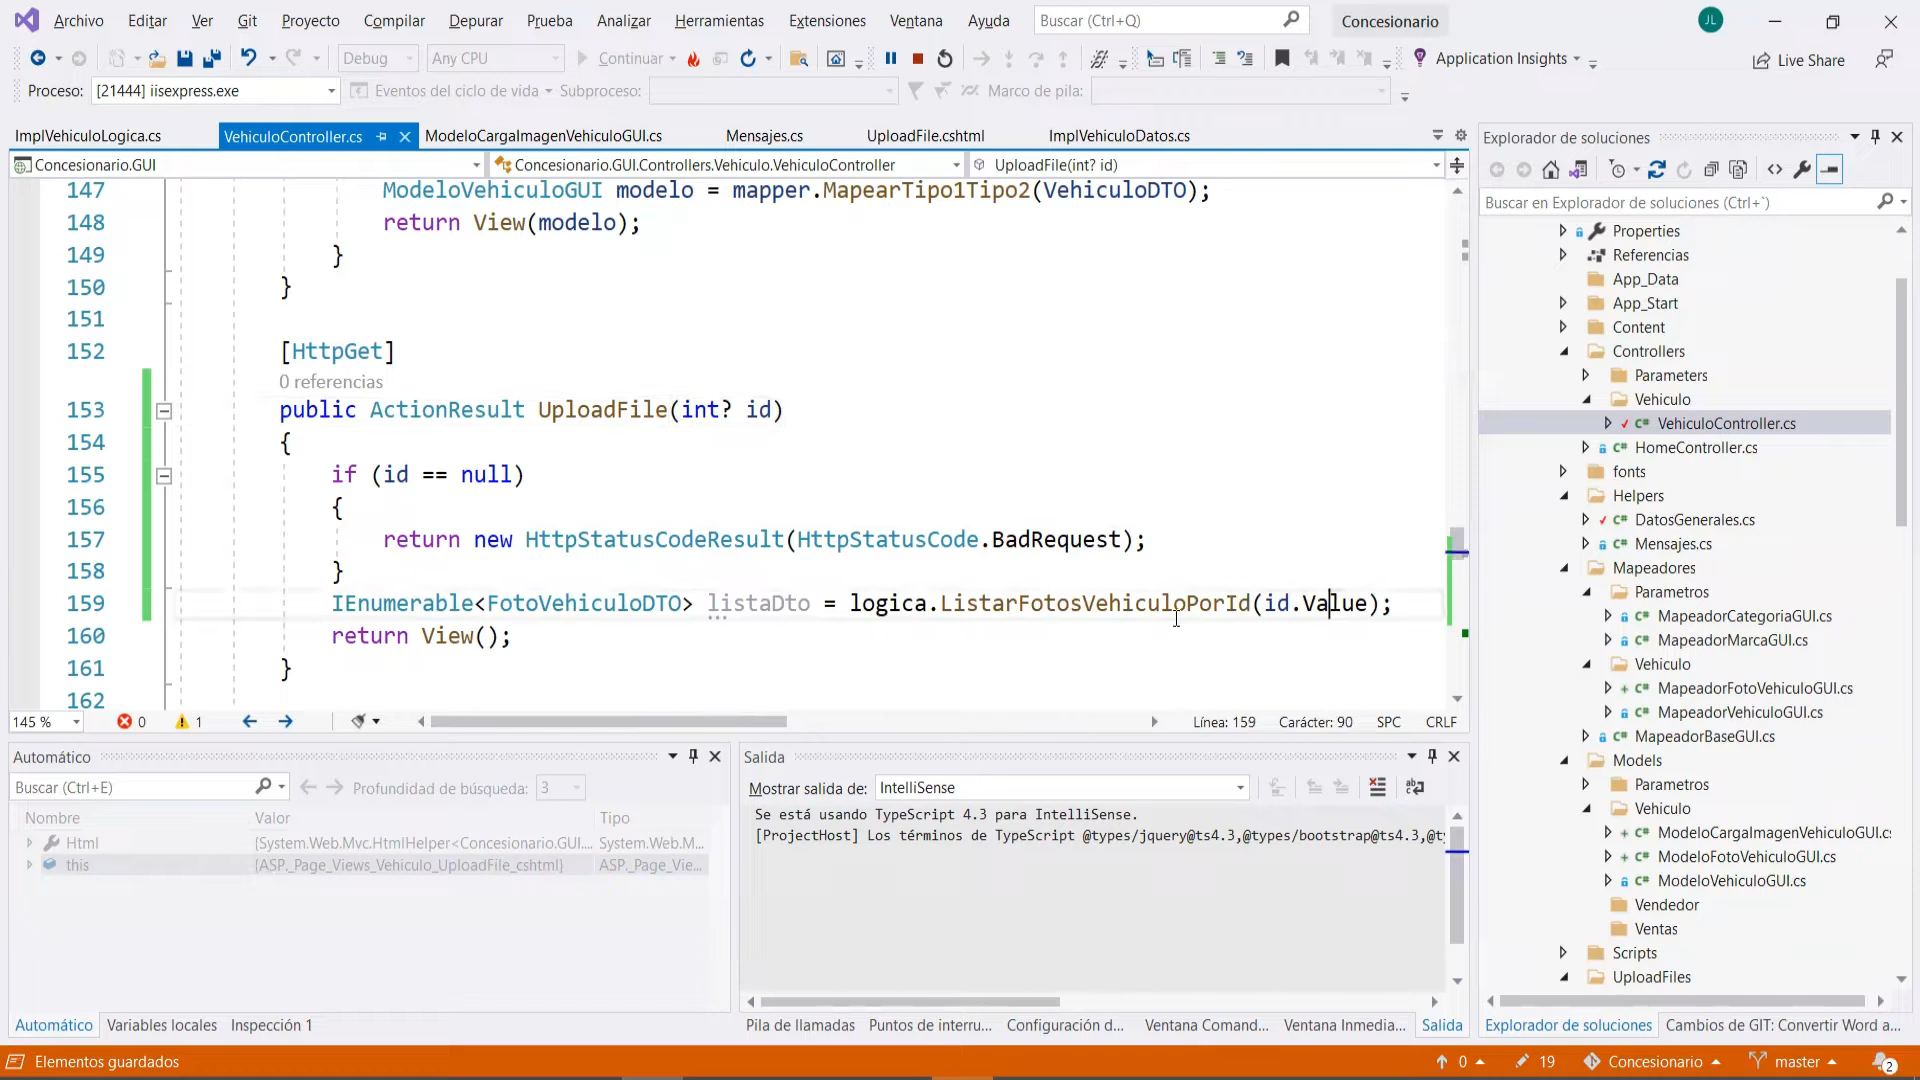 Archivo Editar Ver Git Proyecto Compilar Depurar Prueba Analizar Herramientas Extensiones Ventana Ayuda Buscar (Ctrl+Q) Concesionario JL
Debug Any CPU Continuar Application Insights Live Share
Proceso: [21444] iisexpress.exe Eventos del ciclo de vida Subproceso: Marco de pila:
ImplVehiculoLogica.cs VehiculoController.cs ModeloCargaImagenVehiculoGUI.cs Mensajes.cs UploadFile.cshtml ImplVehiculoDatos.cs
Concesionario.GUI Concesionario.GUI.Controllers.Vehiculo.VehiculoController UploadFile(int? id)
147 ModeloVehiculoGUI modelo = mapper.MapearTipo1Tipo2(VehiculoDTO);
148 return View(modelo);
149 }
150 }
151
152 [HttpGet]
0 referencias
153 public ActionResult UploadFile(int? id)
154 {
155 if (id == null)
156 {
157 return new HttpStatusCodeResult(HttpStatusCode.BadRequest);
158 }
159 IEnumerable<FotoVehiculoDTO> listaDto = logica.ListarFotosVehiculoPorId(id.Value);
160 return View();
161 }
162
145 % 0 1 Línea: 159 Carácter: 90 SPC CRLF
Automático
Buscar (Ctrl+E) Profundidad de búsqueda: 3
Nombre Valor Tipo
Html {System.Web.Mvc.HtmlHelper<Concesionario.GUI.... System.Web.M...
this {ASP._Page_Views_Vehiculo_UploadFile_cshtml} ASP._Page_Vie...
Automático Variables locales Inspección 1
Salida
Mostrar salida de: IntelliSense
Se está usando TypeScript 4.3 para IntelliSense.
[ProjectHost] Los términos de TypeScript @types/jquery@ts4.3,@types/bootstrap@ts4.3,@ty
Pila de llamadas Puntos de interru... Configuración d... Ventana Comand... Ventana Inmedia... Salida
Explorador de soluciones
Buscar en Explorador de soluciones (Ctrl+`)
Properties
Referencias
App_Data
App_Start
Content
Controllers
Parameters
Vehiculo
VehiculoController.cs
HomeController.cs
fonts
Helpers
DatosGenerales.cs
Mensajes.cs
Mapeadores
Parametros
MapeadorCategoriaGUI.cs
MapeadorMarcaGUI.cs
Vehiculo
MapeadorFotoVehiculoGUI.cs
MapeadorVehiculoGUI.cs
MapeadorBaseGUI.cs
Models
Parametros
Vehiculo
ModeloCargaImagenVehiculoGUI.cs
ModeloFotoVehiculoGUI.cs
ModeloVehiculoGUI.cs
Vendedor
Ventas
Scripts
UploadFiles
Explorador de soluciones Cambios de GIT: Convertir Word a...
Elementos guardados 0 19 Concesionario master 2